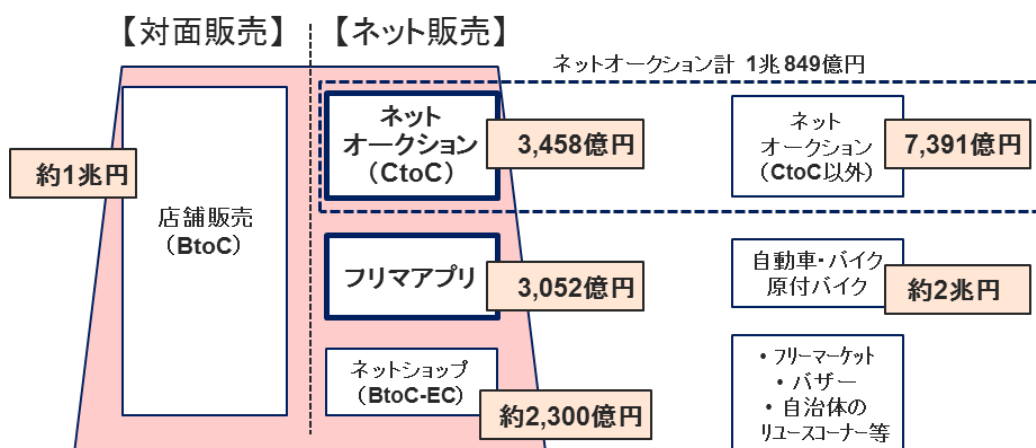 【対面販売】
【ネット販売】
ネットオークション計 1兆849億円
約1兆円
店舗販売
（BtoC）
ネット
オークション
（CtoC）
3,458億円
ネット
オークション
（CtoC以外）
7,391億円
フリマアプリ
3,052億円
自動車・バイク
原付バイク
約2兆円
ネットショップ
（BtoC-EC）
約2,300億円
・フリーマーケット
・バザー
・自治体の
リユースコーナー等